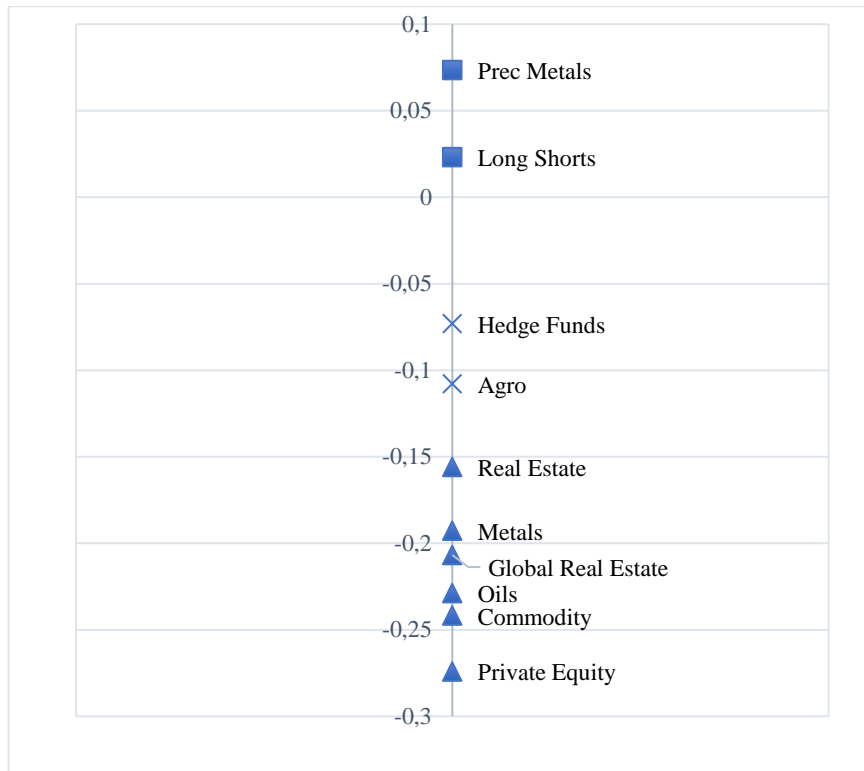 0,1
Prec Metals
0,05
Long Shorts
0
-0,05
Hedge Funds
-0,1
Agro
-0,15
Real Estate
Metals
-0,2
Global Real Estate
Oils
Commodity
-0,25
Private Equity
-0,3